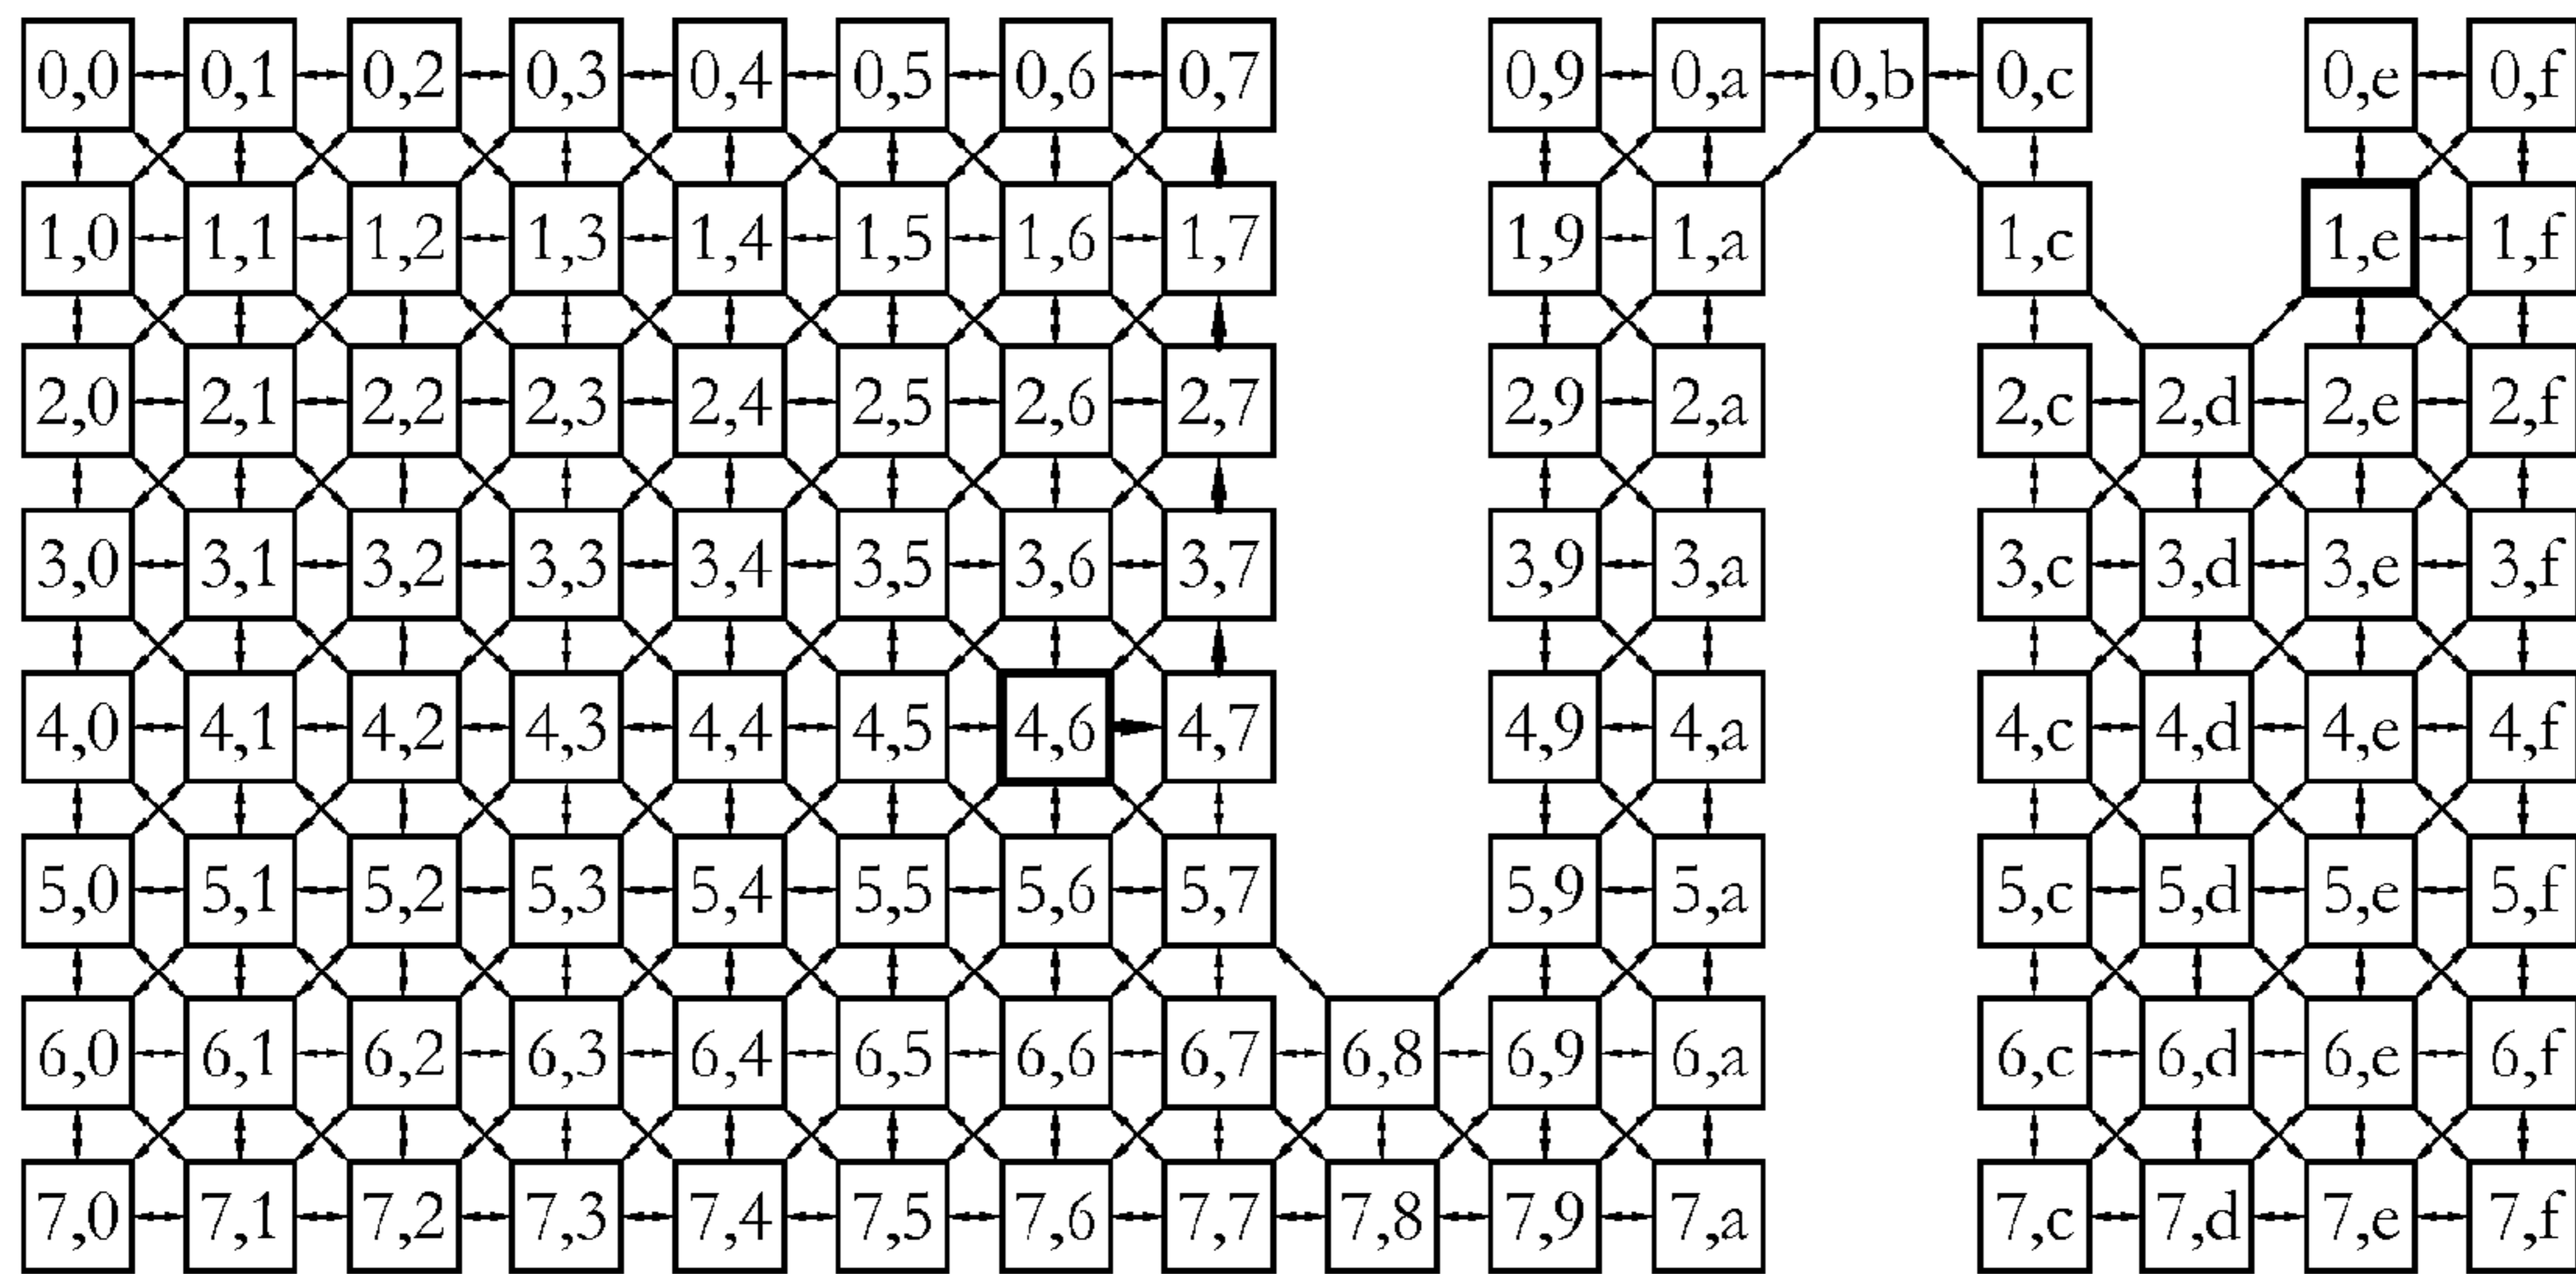 0,0 0,1 0,2 0,3 0,4 0,5 0,6 0,7 0,9 0,a 0,b 0,c 0,e 0,f
1,0 1,1 1,2 1,3 1,4 1,5 1,6 1,7 1,9 1,a 1,c 1,e 1,f
2,0 2,1 2,2 2,3 2,4 2,5 2,6 2,7 2,9 2,a 2,c 2,d 2,e 2,f
3,0 3,1 3,2 3,3 3,4 3,5 3,6 3,7 3,9 3,a 3,c 3,d 3,e 3,f
4,0 4,1 4,2 4,3 4,4 4,5 4,6 4,7 4,9 4,a 4,c 4,d 4,e 4,f
5,0 5,1 5,2 5,3 5,4 5,5 5,6 5,7 5,9 5,a 5,c 5,d 5,e 5,f
6,0 6,1 6,2 6,3 6,4 6,5 6,6 6,7 6,8 6,9 6,a 6,c 6,d 6,e 6,f
7,0 7,1 7,2 7,3 7,4 7,5 7,6 7,7 7,8 7,9 7,a 7,c 7,d 7,e 7,f